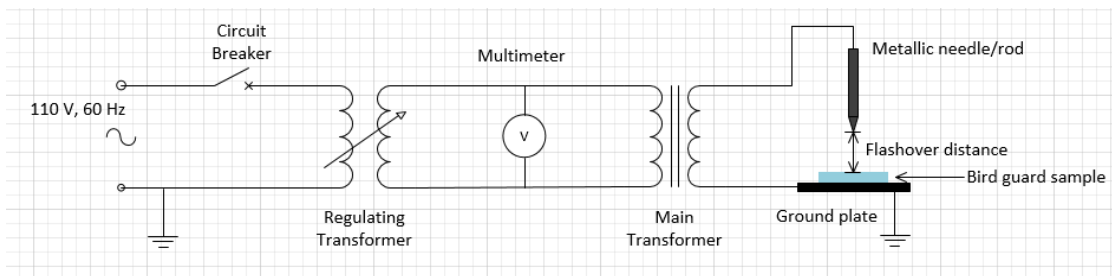 Circuit
Breaker
Multimeter
Metallic needle/rod
110 V, 60 Hz
V
Flashover distance
Bird guard sample
Regulating
Transformer
Main
Transformer
Ground plate